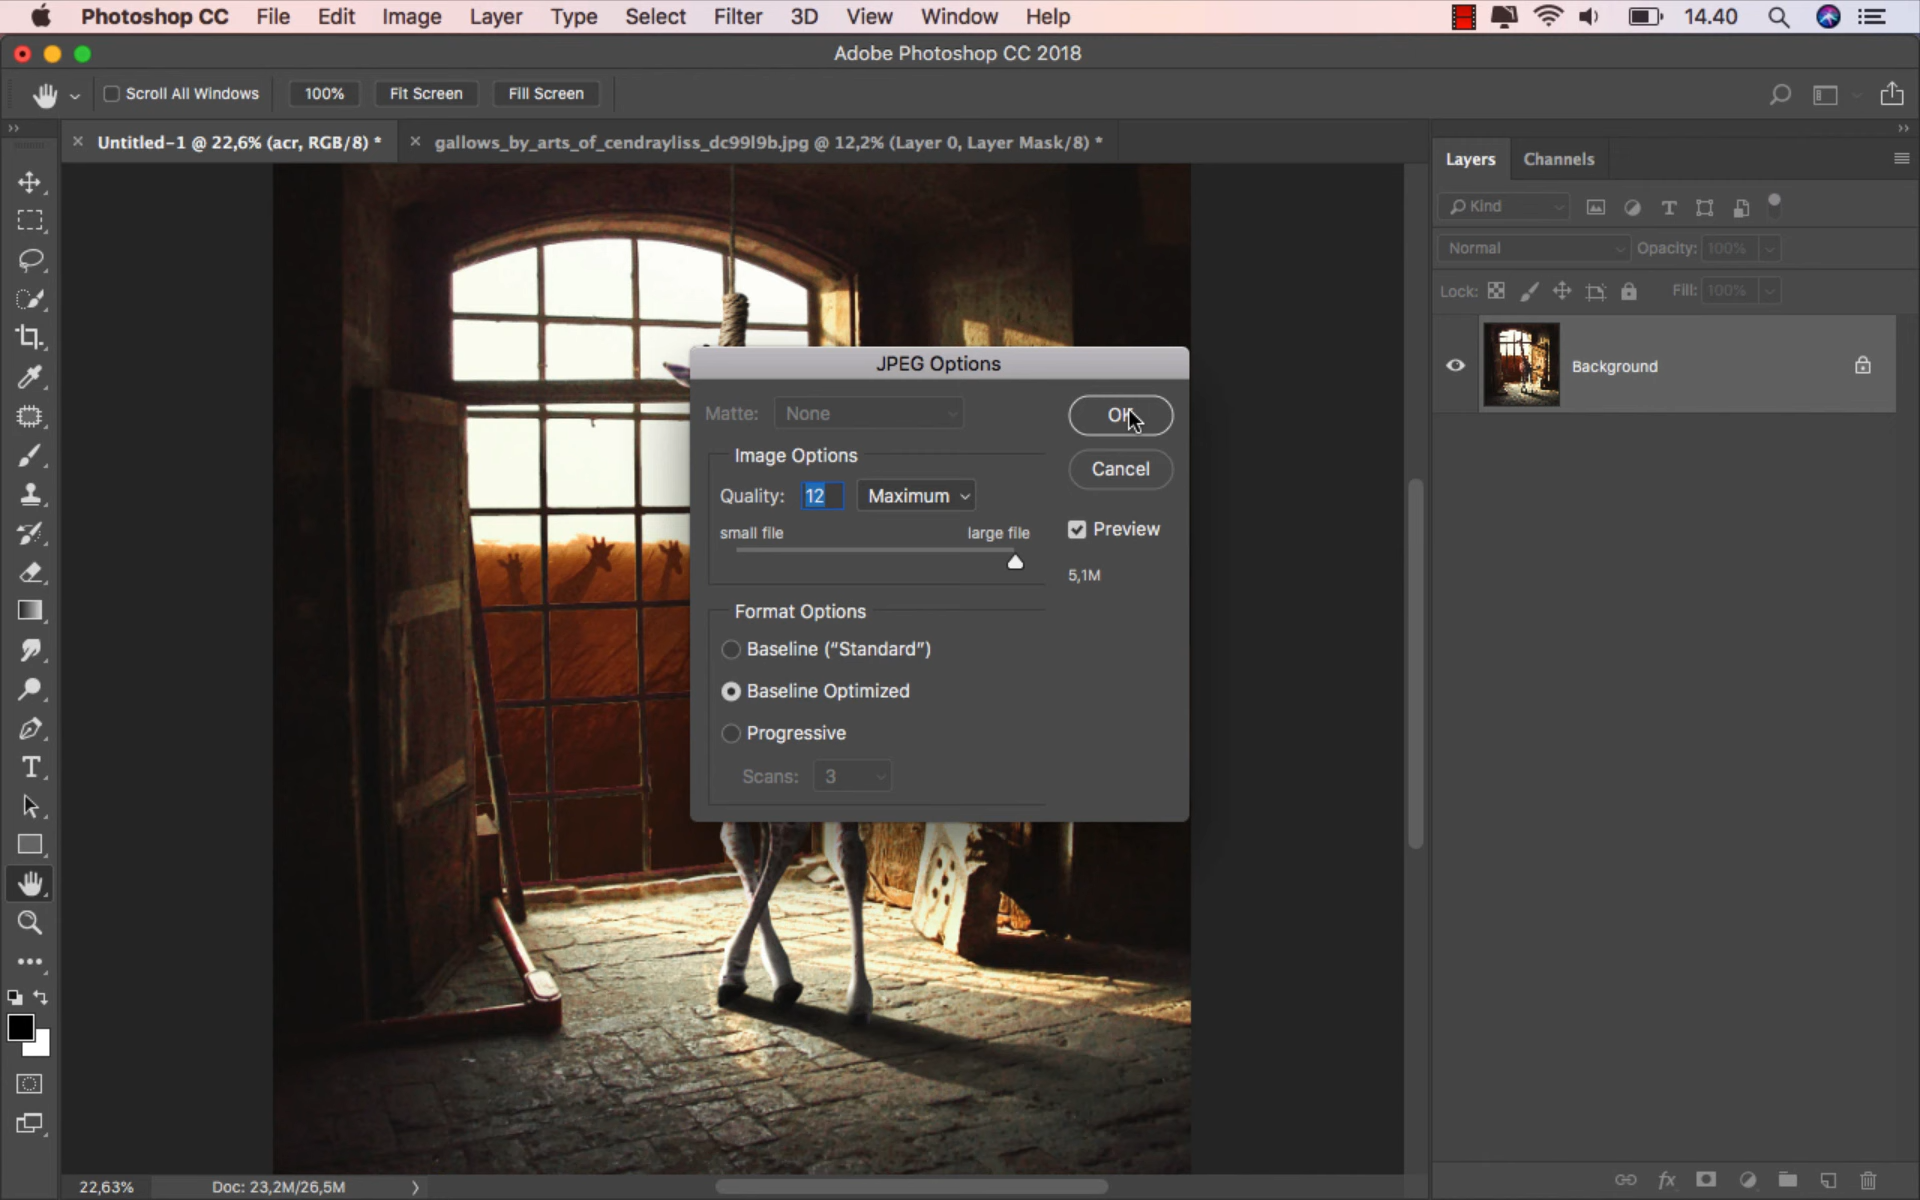 Photoshop CC File Edit Image Layer Type Select Filter 3D View Window Help 14.40
Adobe Photoshop CC 2018
Scroll All Windows 100% Fit Screen Fill Screen
Untitled-1 @ 22,6% (acr, RGB/8) * gallows_by_arts_of_cendrayliss_dc99l9b.jpg @ 12,2% (Layer 0, Layer Mask/8) *
Layers Channels
Kind
Normal Opacity: 100%
Lock: Fill: 100%
Background
JPEG Options
Matte: None OK
Image Options
Cancel
Quality: 12 Maximum
small file large file Preview
5,1M
Format Options
Baseline (“Standard”)
Baseline Optimized
Progressive
Scans: 3
22,63% Doc: 23,2M/26,5M